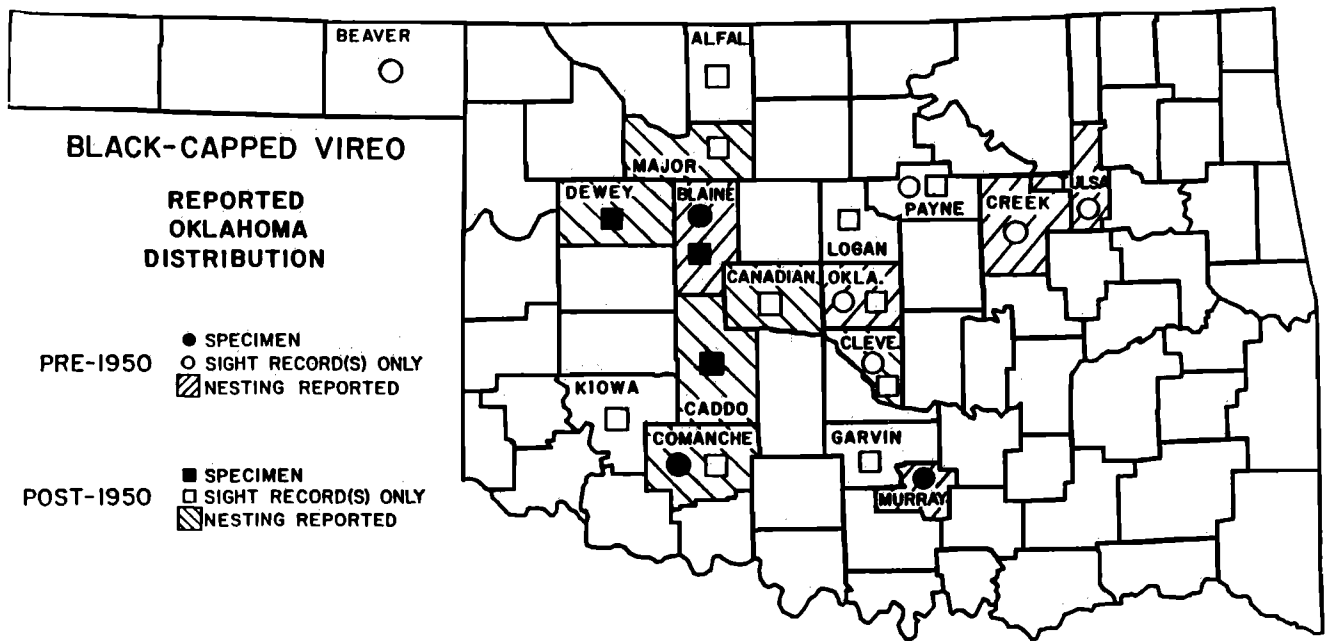 BEAVER
ALFAL
BLACK-CAPPED VIREO
MAJOR
REPORTED
OKLAHOMA
DISTRIBUTION
DEWEY
BLAINE
PAYNE
CREEK
ULSA
LOGAN
CANADIAN
OKLA.
CLEVE
PRE-1950
SPECIMEN
SIGHT RECORD(S) ONLY
NESTING REPORTED
KIOWA
CADDO
COMANCHE
GARVIN
MURRAY
POST-1950
SPECIMEN
SIGHT RECORD(S) ONLY
NESTING REPORTED